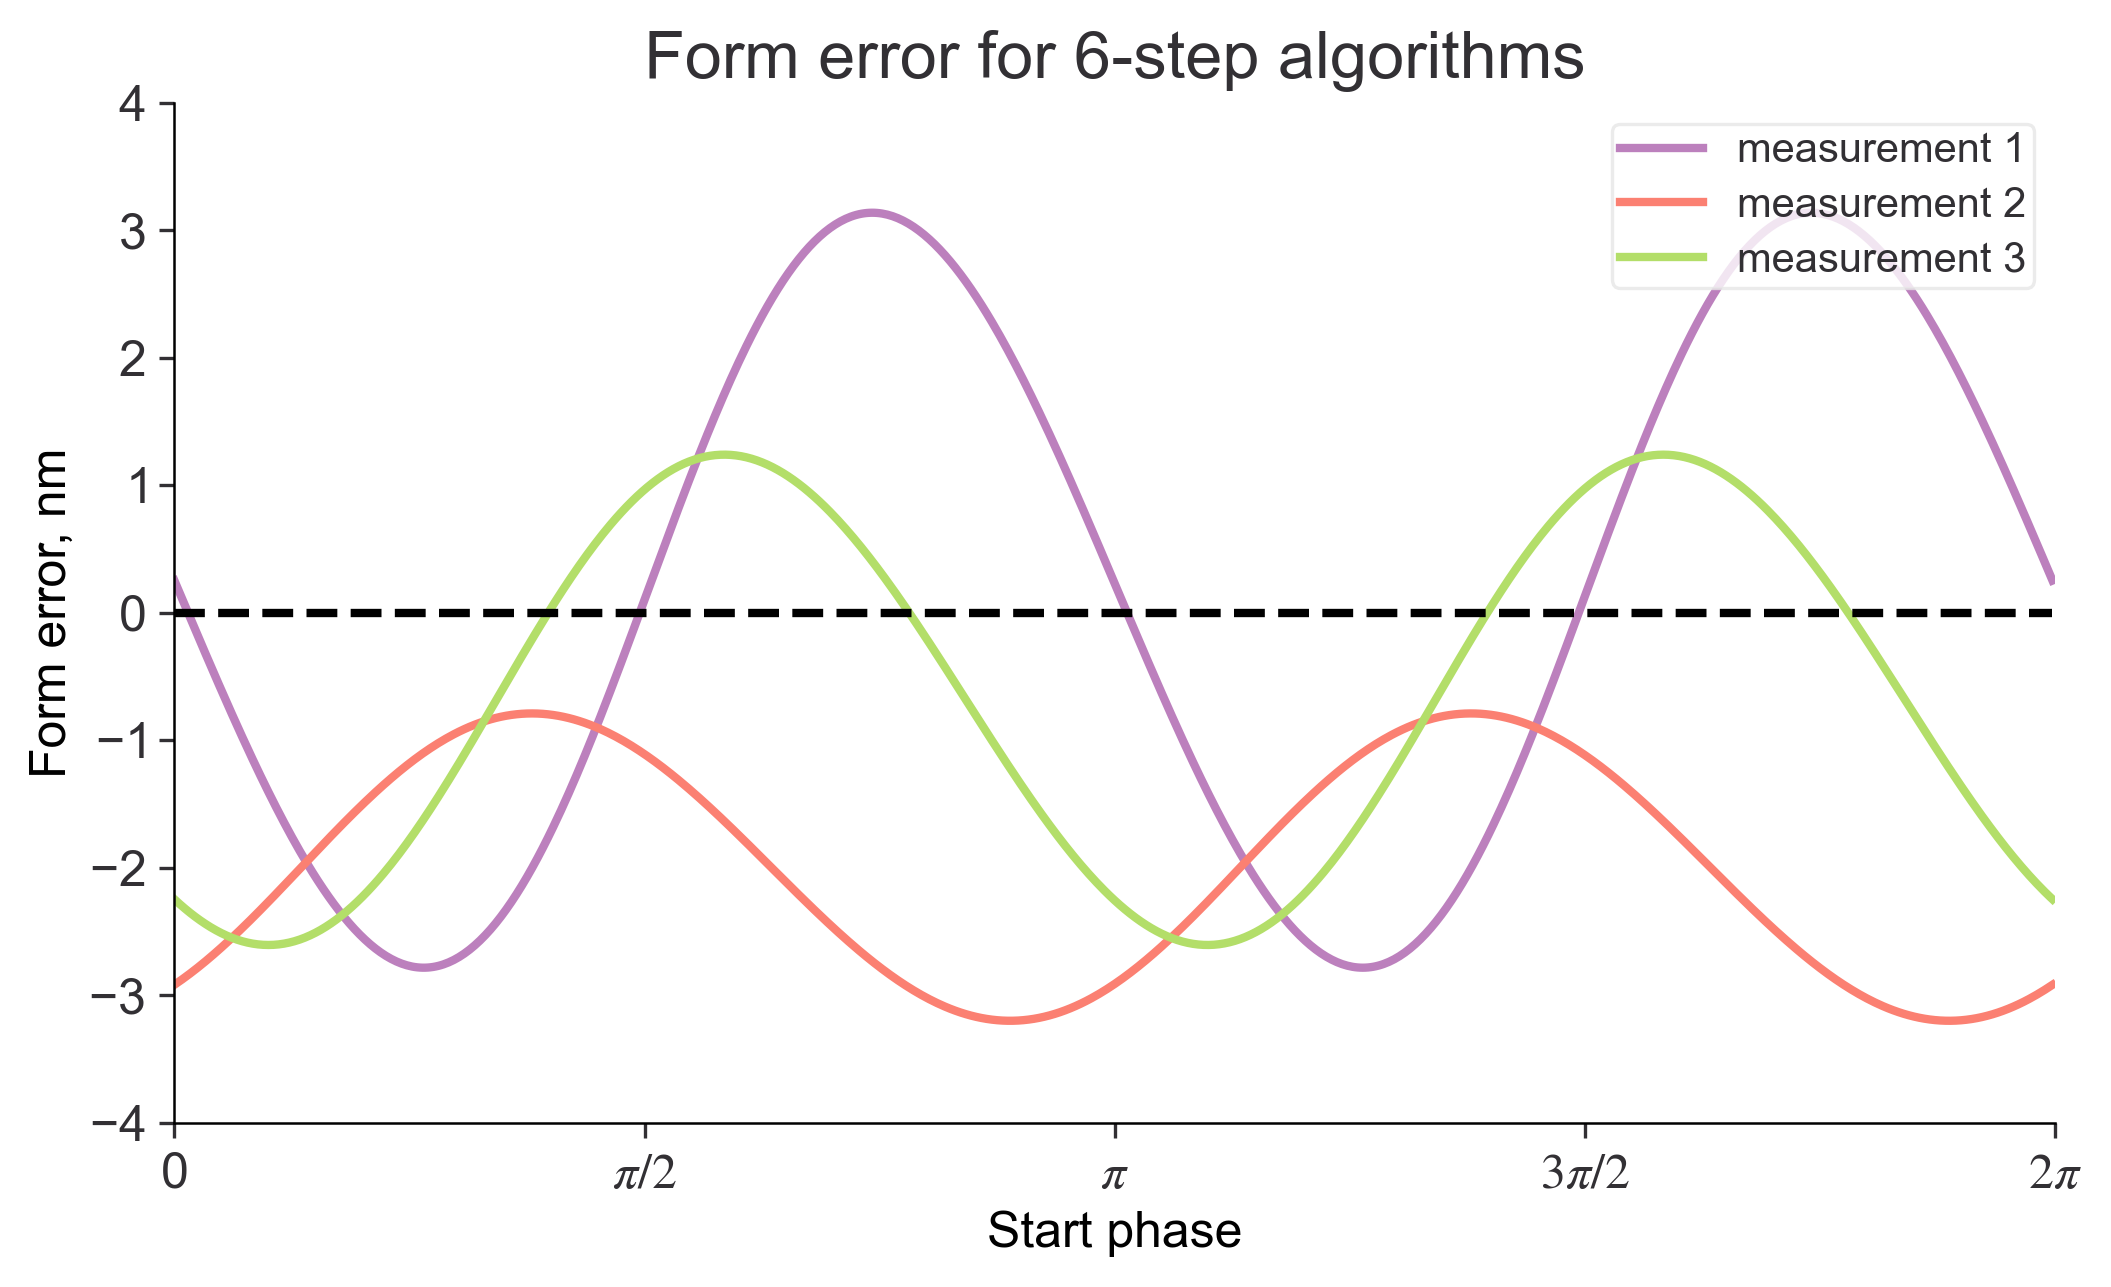 Form error for 6-step algorithms
measurement 1
measurement 2
measurement 3
Form error, nm
4
3
2
1
0
−1
−2
−3
−4
0
π/2
π
3π/2
2π
Start phase